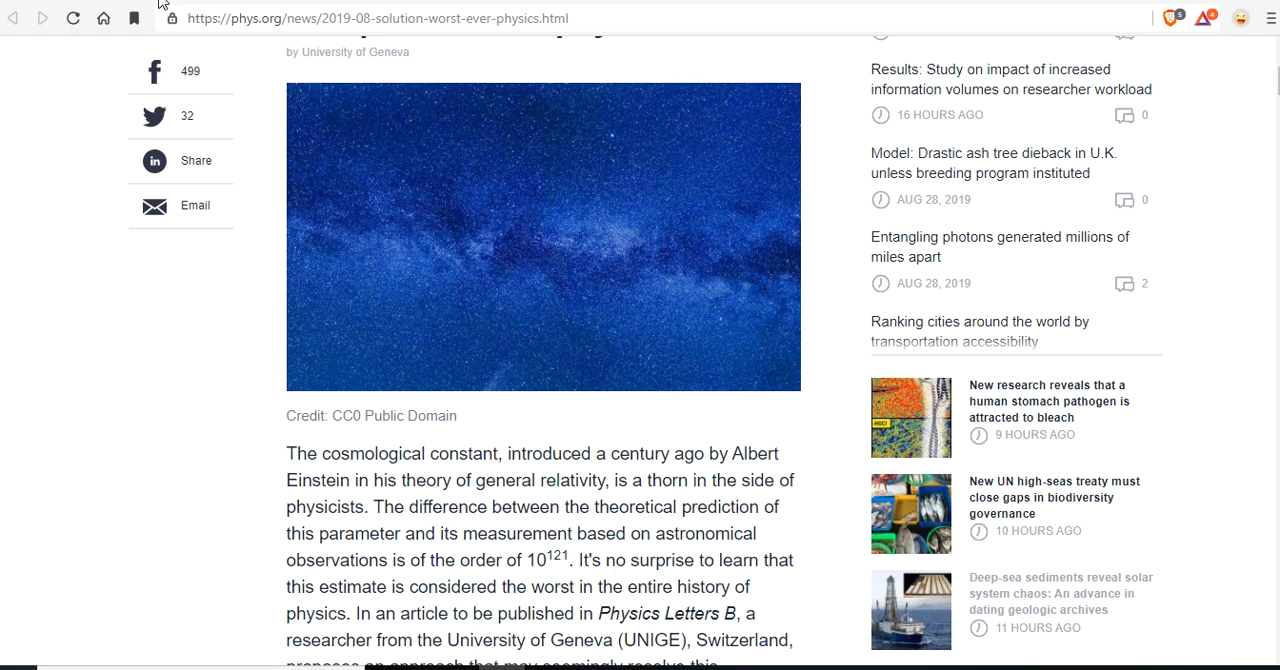 https://phys.org/news/2019-08-solution-worst-ever-physics.html
5
4
by University of Geneva
499
32
Share
Email
Credit: CC0 Public Domain
The cosmological constant, introduced a century ago by Albert
Einstein in his theory of general relativity, is a thorn in the side of
physicists. The difference between the theoretical prediction of
this parameter and its measurement based on astronomical
observations is of the order of 10¹²¹. It's no surprise to learn that
this estimate is considered the worst in the entire history of
physics. In an article to be published in Physics Letters B, a
researcher from the University of Geneva (UNIGE), Switzerland,
proposes an approach that may seemingly resolve this
Results: Study on impact of increased
information volumes on researcher workload
16 HOURS AGO
0
Model: Drastic ash tree dieback in U.K.
unless breeding program instituted
AUG 28, 2019
0
Entangling photons generated millions of
miles apart
AUG 28, 2019
2
Ranking cities around the world by
transportation accessibility
New research reveals that a
human stomach pathogen is
attracted to bleach
9 HOURS AGO
New UN high-seas treaty must
close gaps in biodiversity
governance
10 HOURS AGO
Deep-sea sediments reveal solar
system chaos: An advance in
dating geologic archives
11 HOURS AGO